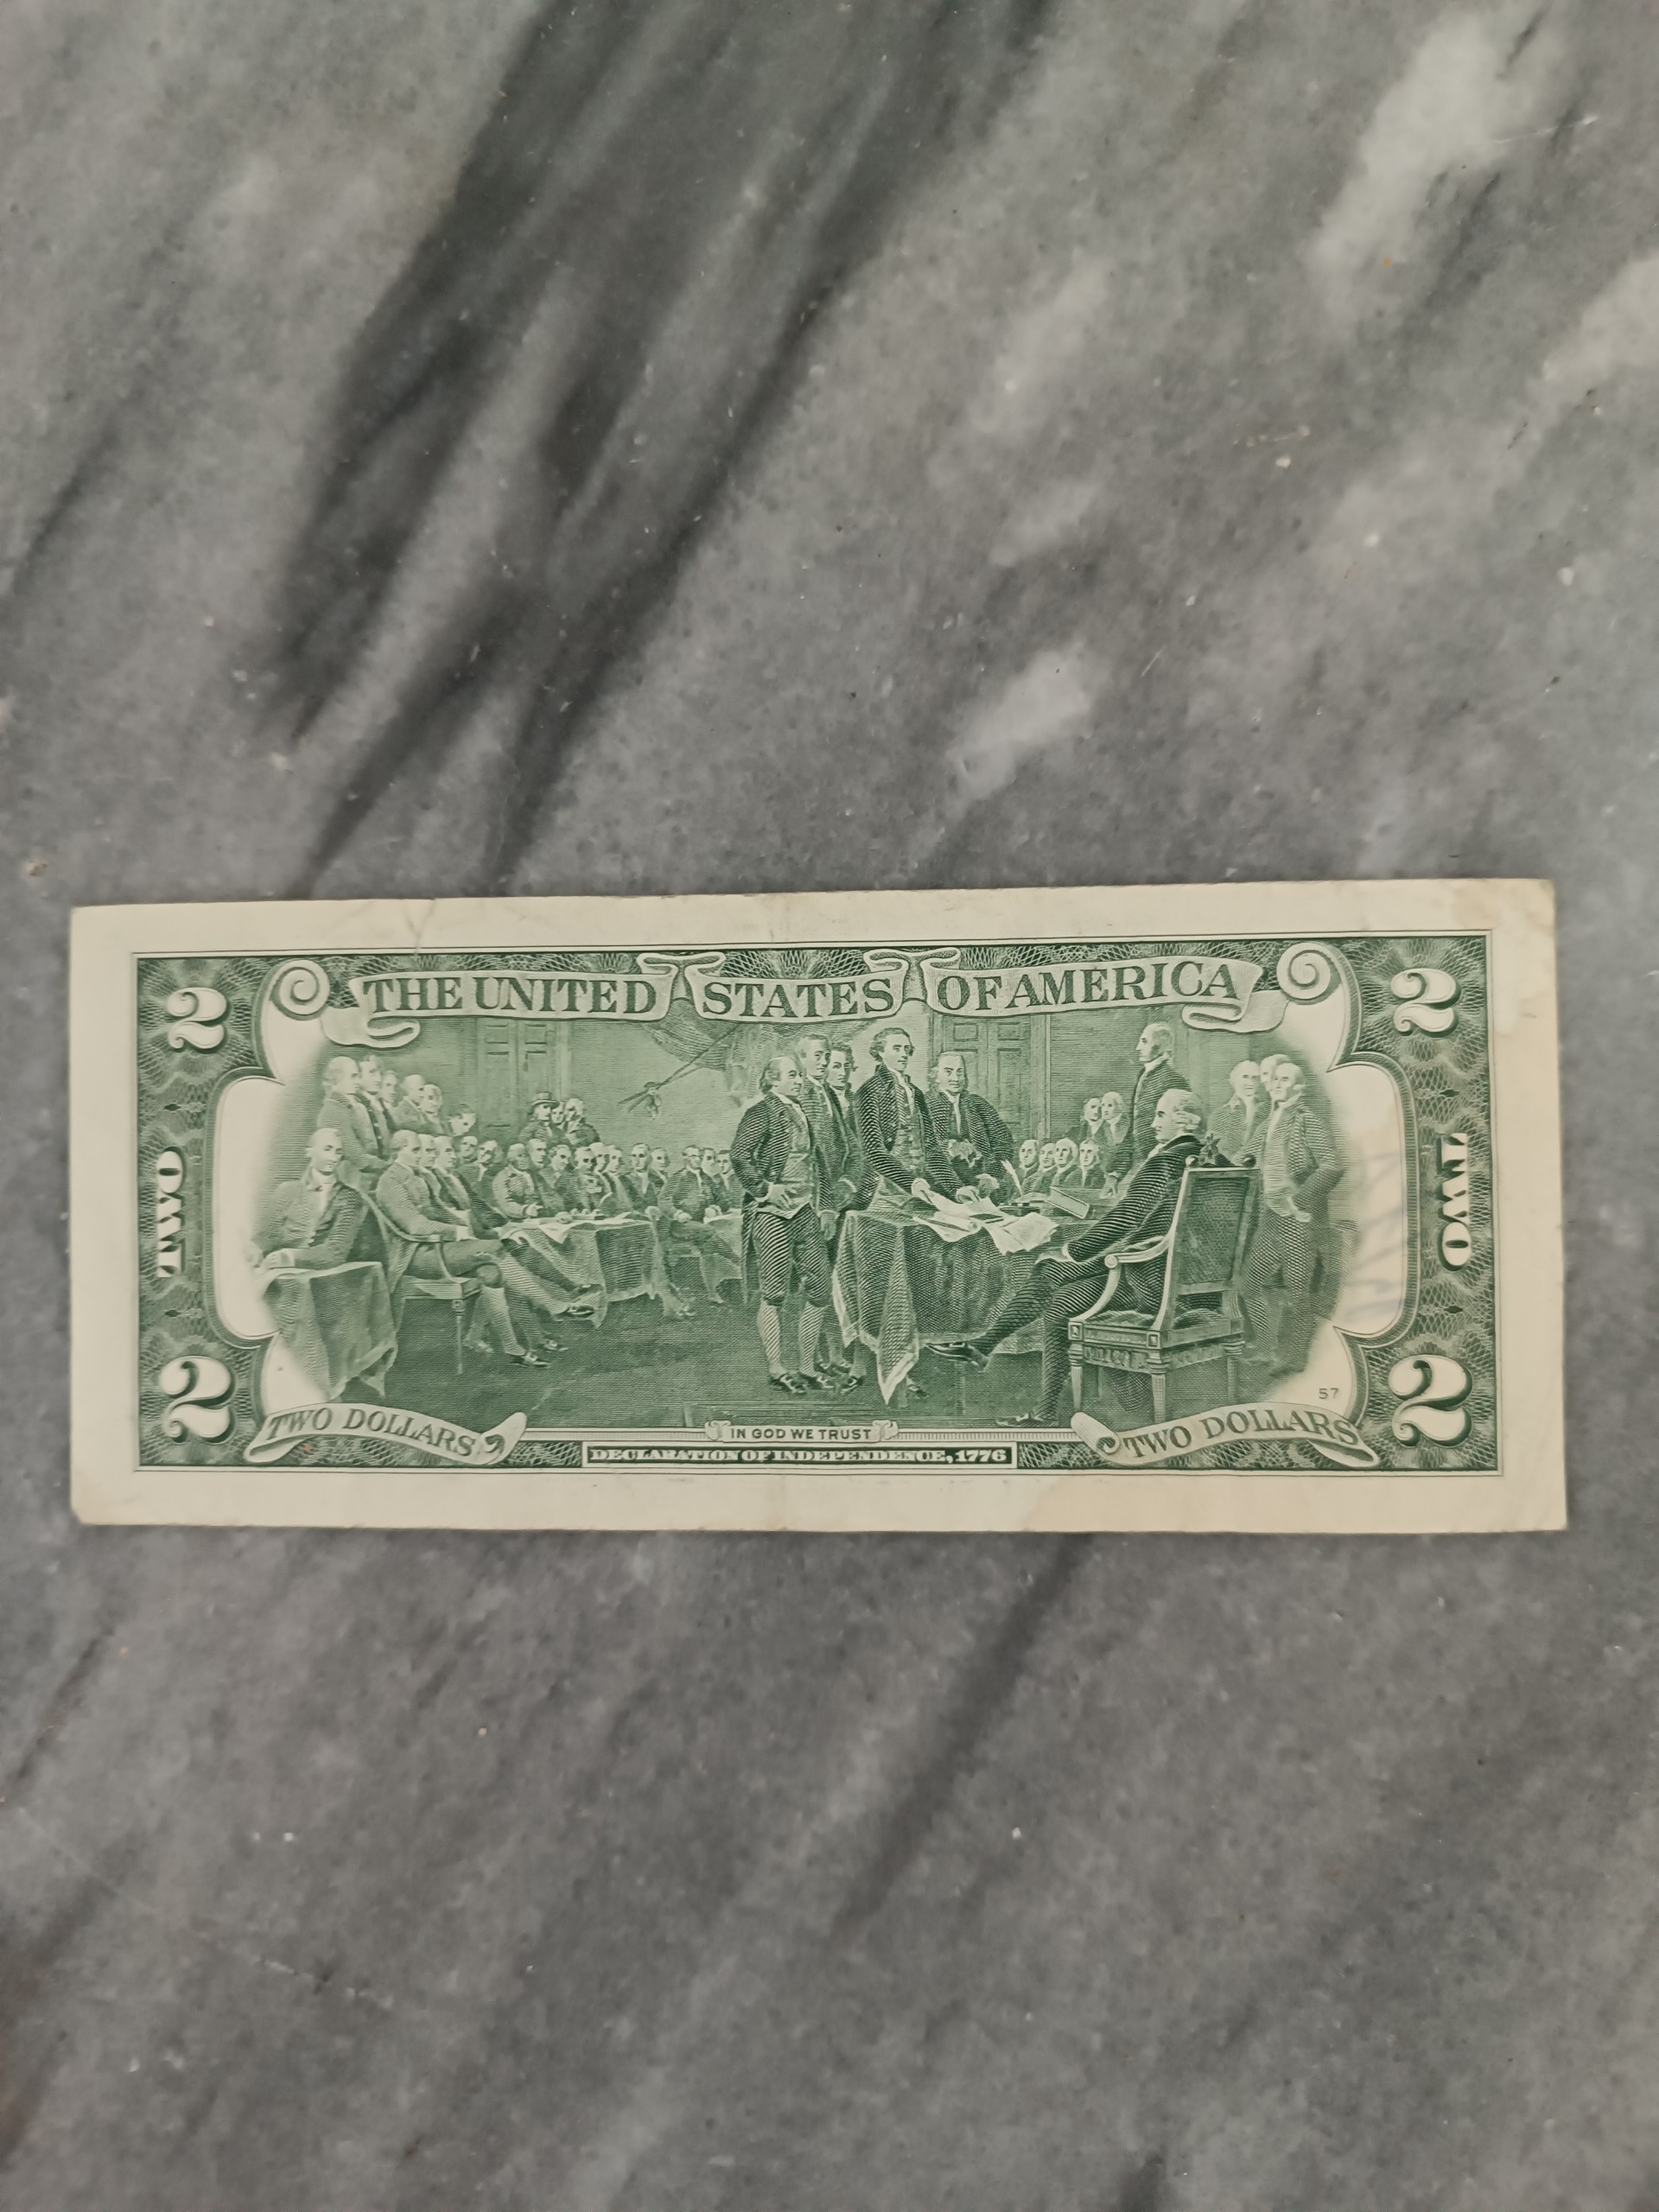 THE UNITED STATES OF AMERICA
2 2
TWO TWO
57
2 2
TWO DOLLARS TWO DOLLARS
IN GOD WE TRUST
DECLARATION OF INDEPENDENCE, 1776